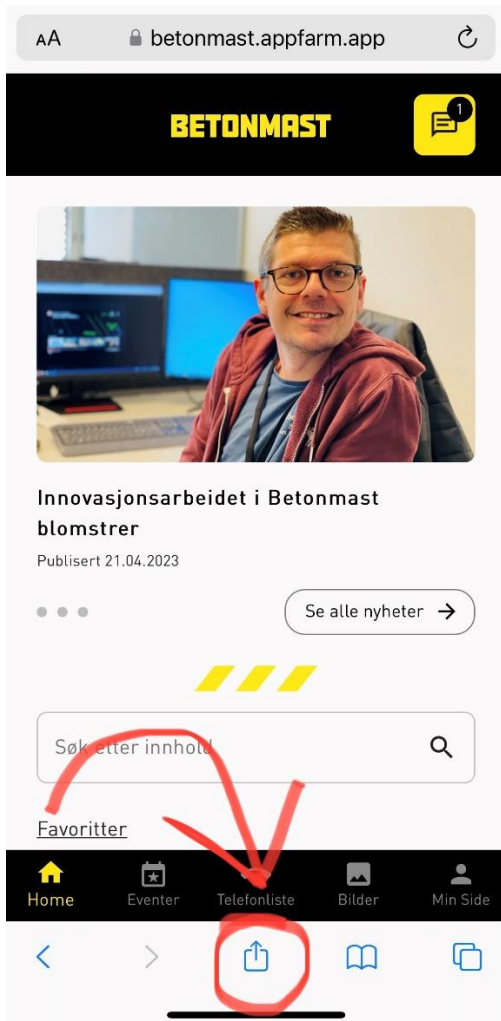 AA betonmast.appfarm.app
BETONMAST
1
Innovasjonsarbeidet i Betonmast
blomstrer
Publisert 21.04.2023
Se alle nyheter
Søk etter innhold
Favoritter
Home Eventer Telefonliste Bilder Min Side